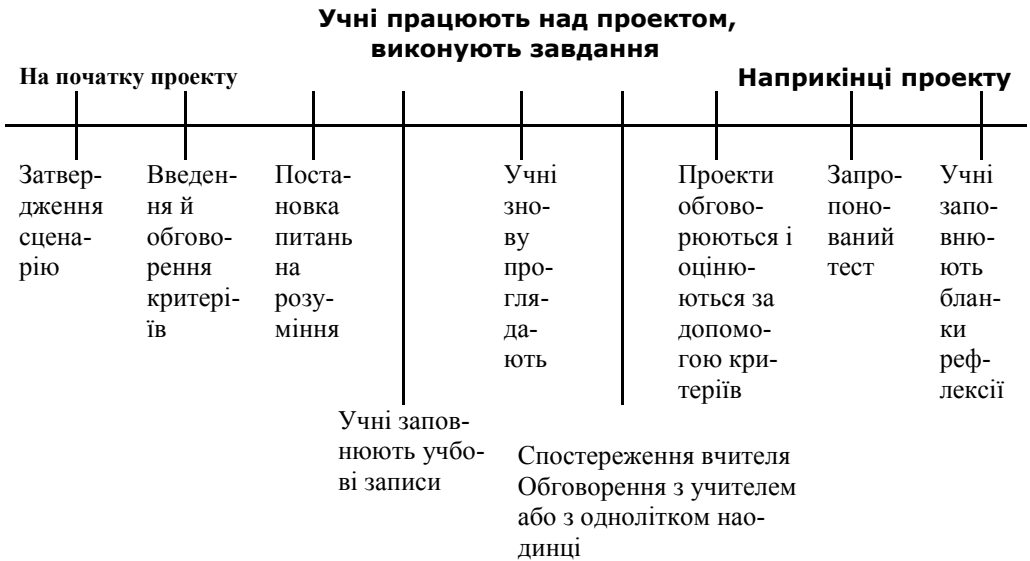 Учні працюють над проектом,
виконують завдання
На початку проекту
Наприкінці проекту
Затвер-
дження
сцена-
рію
Введен-
ня й
обгово-
рення
критері-
їв
Поста-
новка
питань
на
розу-
міння
Учні
зно-
ву
про-
гля-
да-
ють
Проекти
обгово-
рюються і
оціню-
ються за
допомо-
гою кри-
теріїв
Запро-
поно-
ваний
тест
Учні
запо-
вню-
ють
блан-
ки
реф-
лексії
Учні запов-
нюють учбо-
ві записи
Спостереження вчителя
Обговорення з учителем
або з однолітком нао-
динці